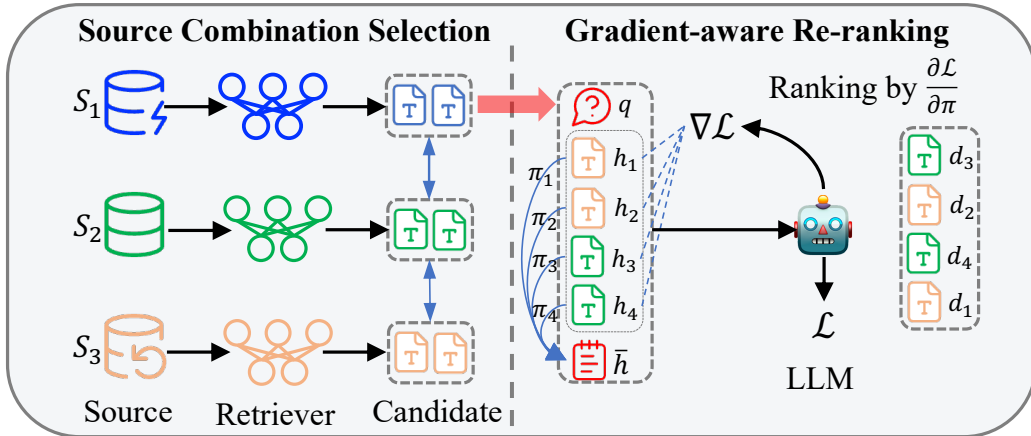 Source Combination Selection
Gradient-aware Re-ranking
S₁
T T
S₂
T T
S₃
T T
Source
Retriever
Candidate
? q
π₁
T h₁
π₂
T h₂
π₃
T h₃
π₄
T h₄
h̄
∇ℒ
ℒ
LLM
Ranking by ∂ℒ/∂π
T d₃
T d₂
T d₄
T d₁